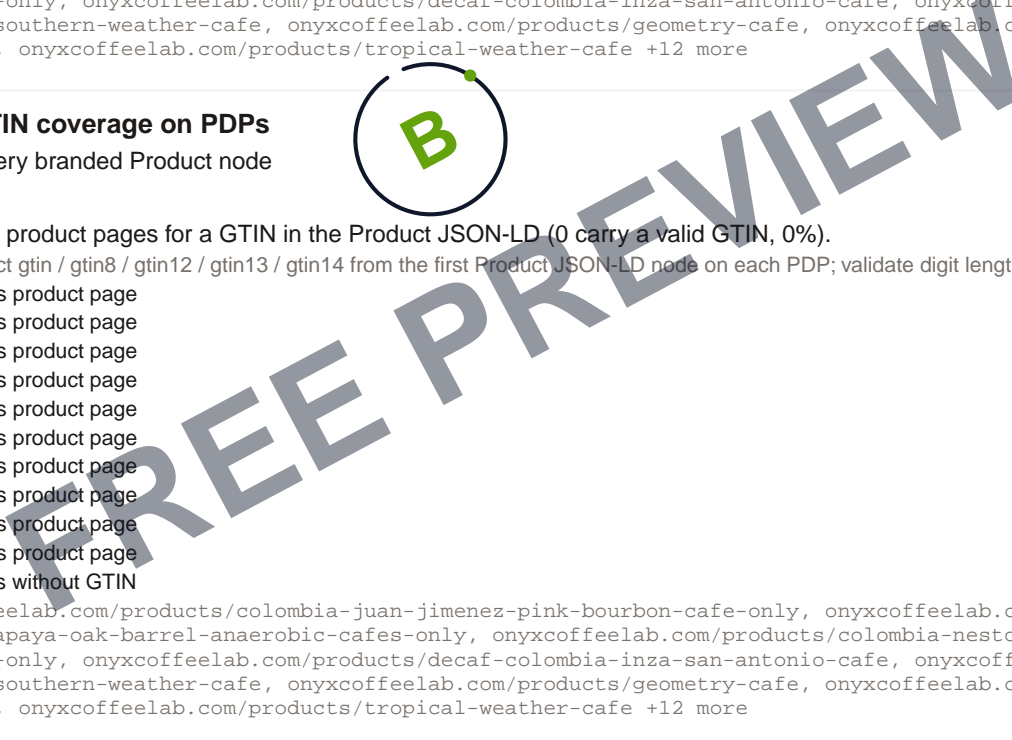 -only, onyxcoffeelab.com/products/decaf-colombia-inza-san-antonio-cafe,
southern-weather-cafe, onyxcoffeelab.com/products/geometry-cafe,
, onyxcoffeelab.com/products/tropical-weather-cafe +12 more
B
TIN coverage on PDPs
ery branded Product node
product pages for a GTIN in the Product JSON-LD (0 carry a valid GTIN, 0%).
ct gtin / gtin8 / gtin12 / gtin13 / gtin14 from the first Product JSON-LD node on each PDP; validate digit lengt
s product page
s product page
s product page
s product page
s product page
s product page
s product page
s product page
s product page
s product page
s without GTIN
eelab.com/products/colombia-juan-jimenez-pink-bourbon-cafe-only, onyxcoffeelab.c
apaya-oak-barrel-anaerobic-cafes-only, onyxcoffeelab.com/products/colombia-nesto
-only, onyxcoffeelab.com/products/decaf-colombia-inza-san-antonio-cafe, onyxcoff
southern-weather-cafe, onyxcoffeelab.com/products/geometry-cafe, onyxcoffeelab.c
, onyxcoffeelab.com/products/tropical-weather-cafe +12 more
FREE PREVIEW